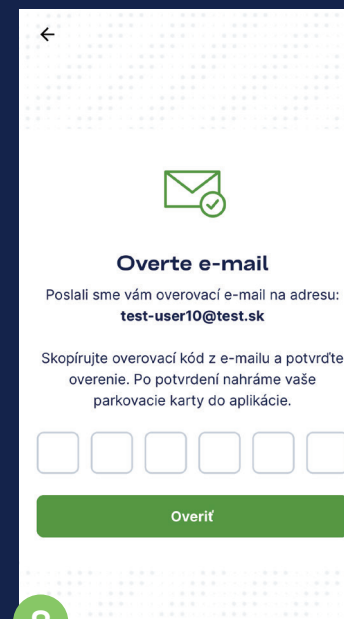 Overte e-mail
Poslali sme vám overovací e-mail na adresu:
test-user10@test.sk
Skopírujte overovací kód z e-mailu a potvrďte
overenie. Po potvrdení nahráme vaše
parkovacie karty do aplikácie.
Overiť